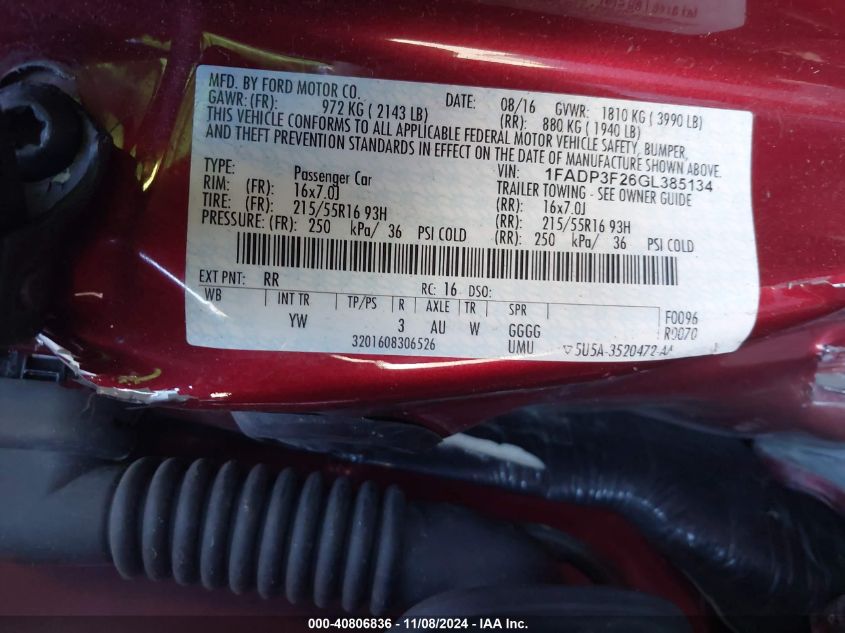 MFD. BY FORD MOTOR CO. DATE: 08/16 GVWR: 1810 KG ( 3990 LB)
GAWR: (FR): 972 KG ( 2143 LB) (RR): 880 KG ( 1940 LB)
THIS VEHICLE CONFORMS TO ALL APPLICABLE FEDERAL MOTOR VEHICLE SAFETY, BUMPER,
AND THEFT PREVENTION STANDARDS IN EFFECT ON THE DATE OF MANUFACTURE SHOWN ABOVE.
VIN: 1FADP3F26GL385134
TYPE: Passenger Car TRAILER TOWING - SEE OWNER GUIDE
RIM: (FR): 16x7.0J (RR): 16x7.0J
TIRE: (FR): 215/55R16 93H (RR): 215/55R16 93H
PRESSURE: (FR): 250 kPa/ 36 PSI COLD (RR): 250 kPa/ 36 PSI COLD
EXT PNT: RR RC: 16 DSO:
WB INT TR TP/PS R AXLE TR SPR F0096
YW 3 AU W GGGG R0070
3201608306526 UMU ▽5U5A-3520472-AA
000-40806836 - 11/08/2024 - IAA Inc.